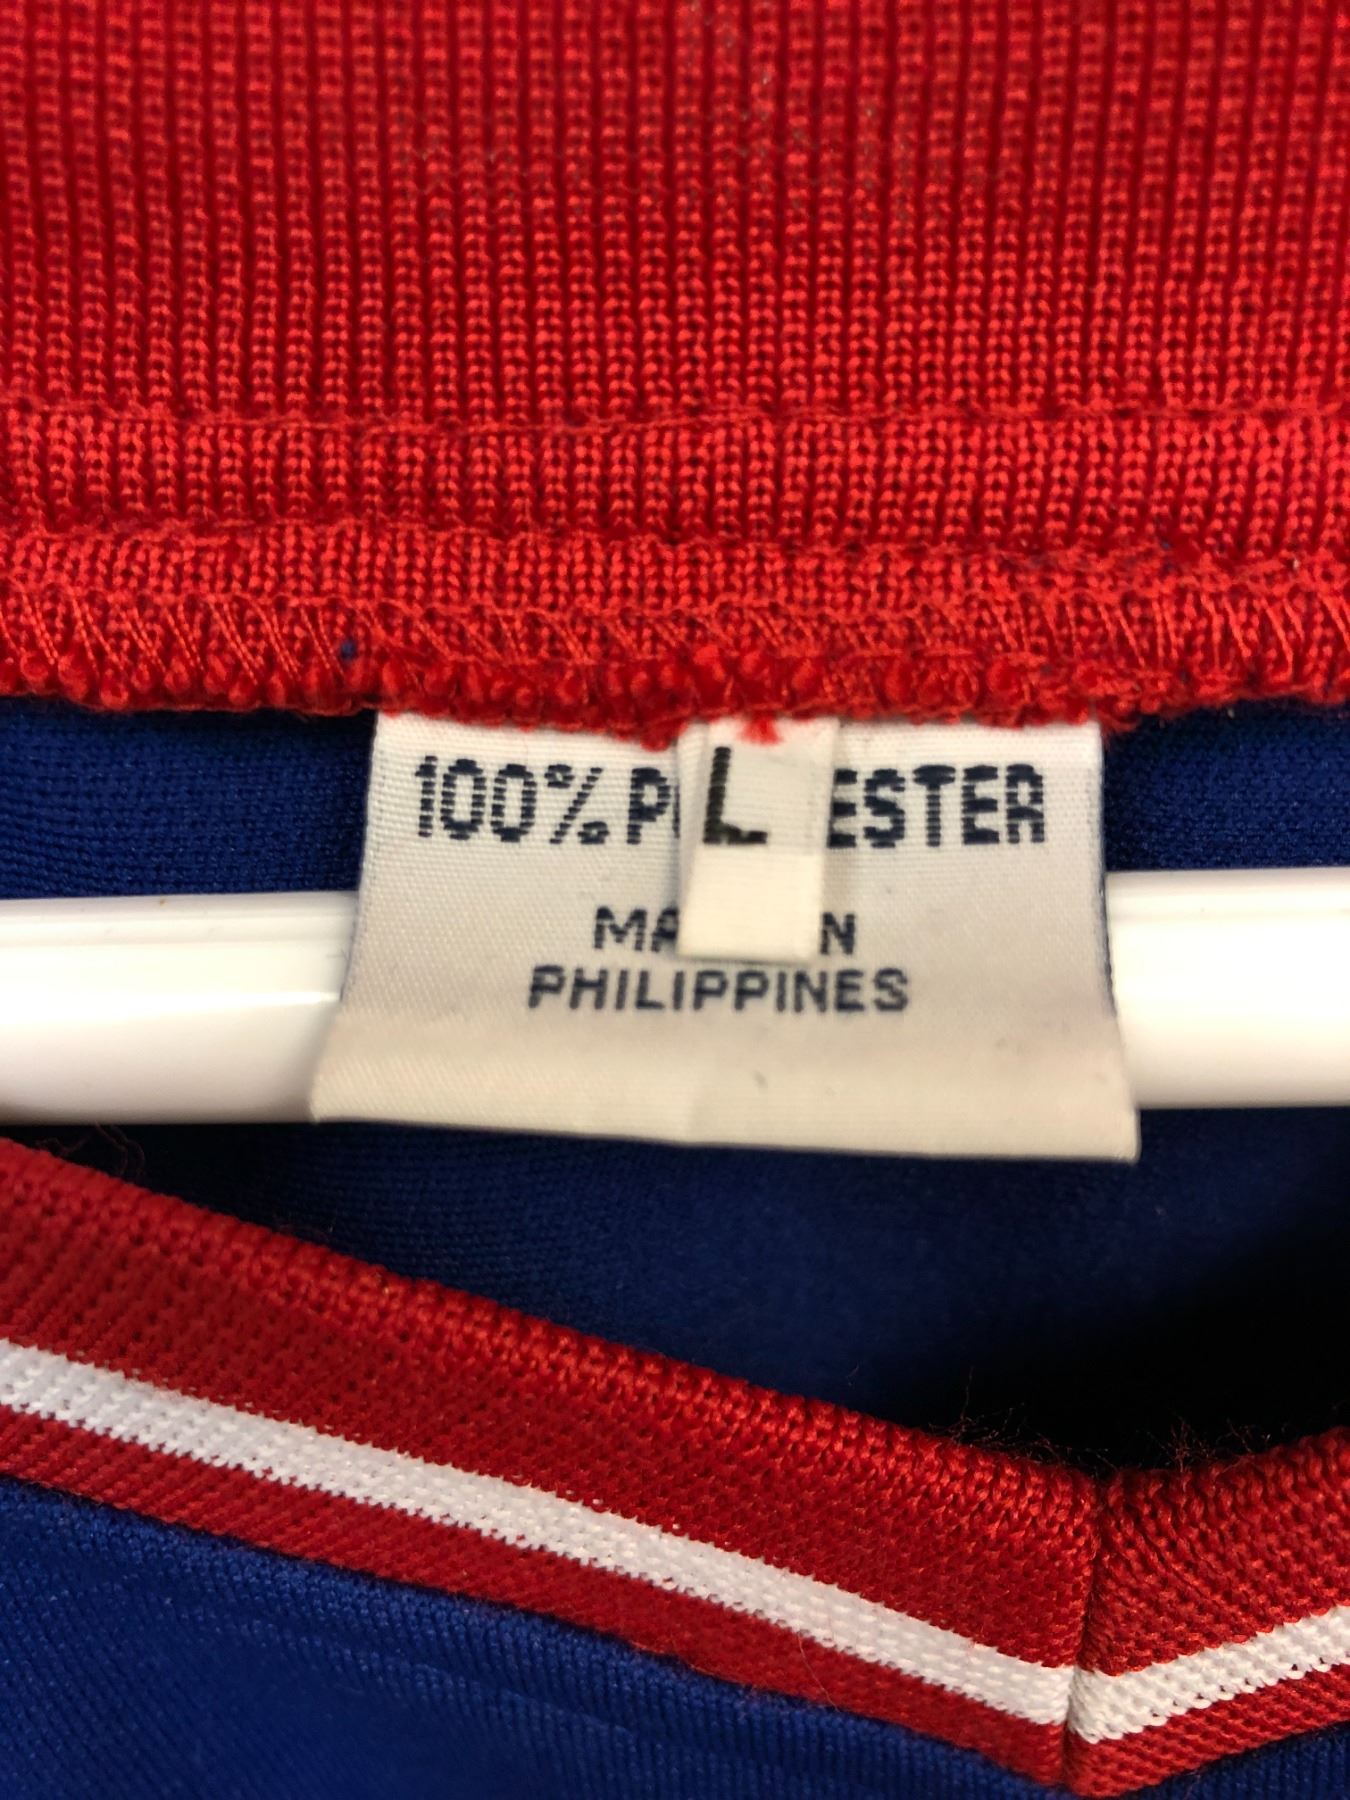 100% P ESTER
L
MA N
PHILIPPINES